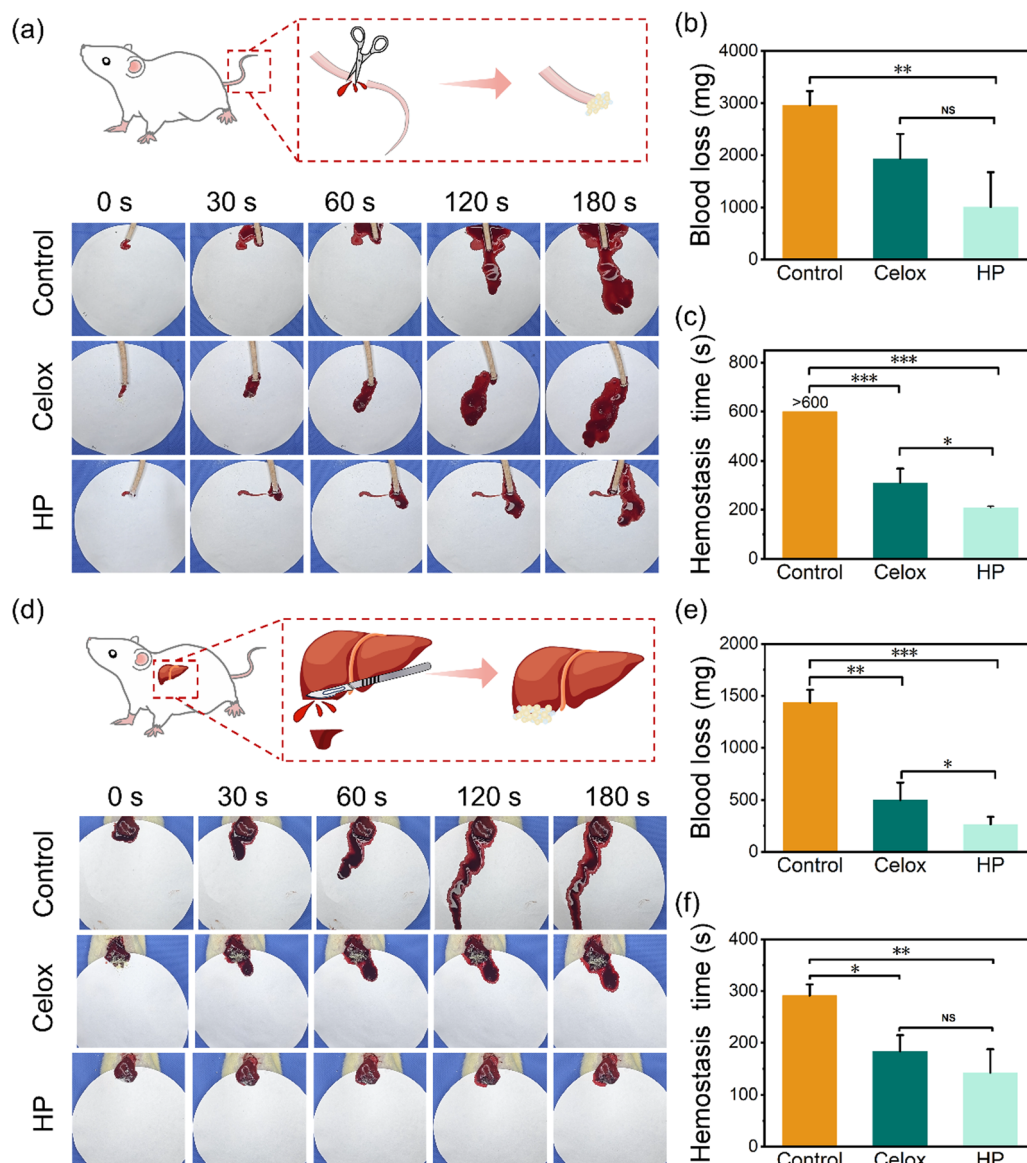 (a)
0 s 30 s 60 s 120 s 180 s
Control
Celox
HP
(b)
Blood loss (mg)
4000
3000
2000
1000
0
**
NS
Control Celox HP
(c)
Hemostasis time (s)
800
600
400
200
0
***
***
>600
*
Control Celox HP
(d)
0 s 30 s 60 s 120 s 180 s
Control
Celox
HP
(e)
Blood loss (mg)
2000
1500
1000
500
0
***
**
*
Control Celox HP
(f)
Hemostasis time (s)
400
300
200
100
0
**
*
NS
Control Celox HP